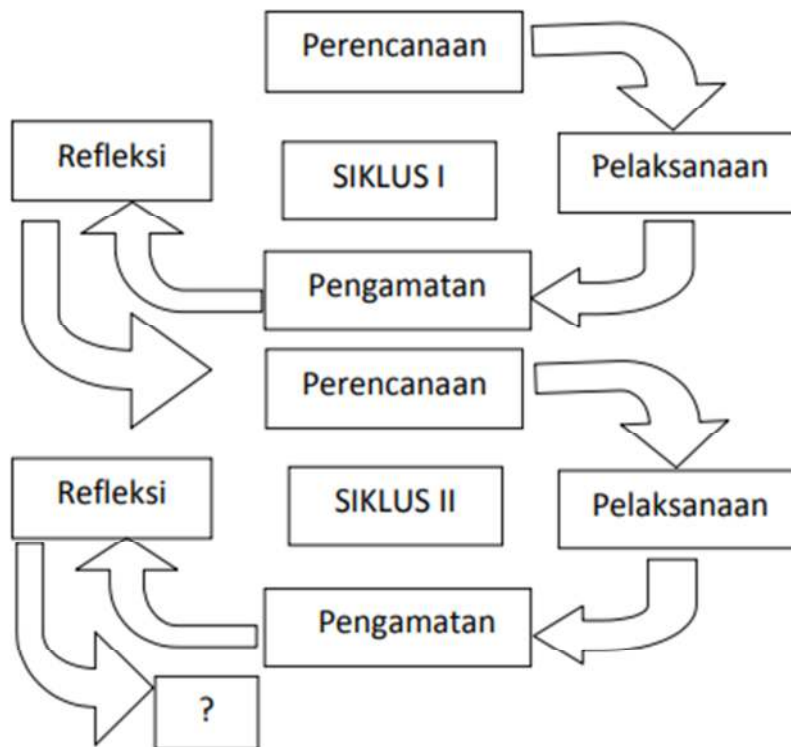 Perencanaan
Refleksi
SIKLUS I
Pelaksanaan
Pengamatan
Perencanaan
Refleksi
SIKLUS II
Pelaksanaan
Pengamatan
?